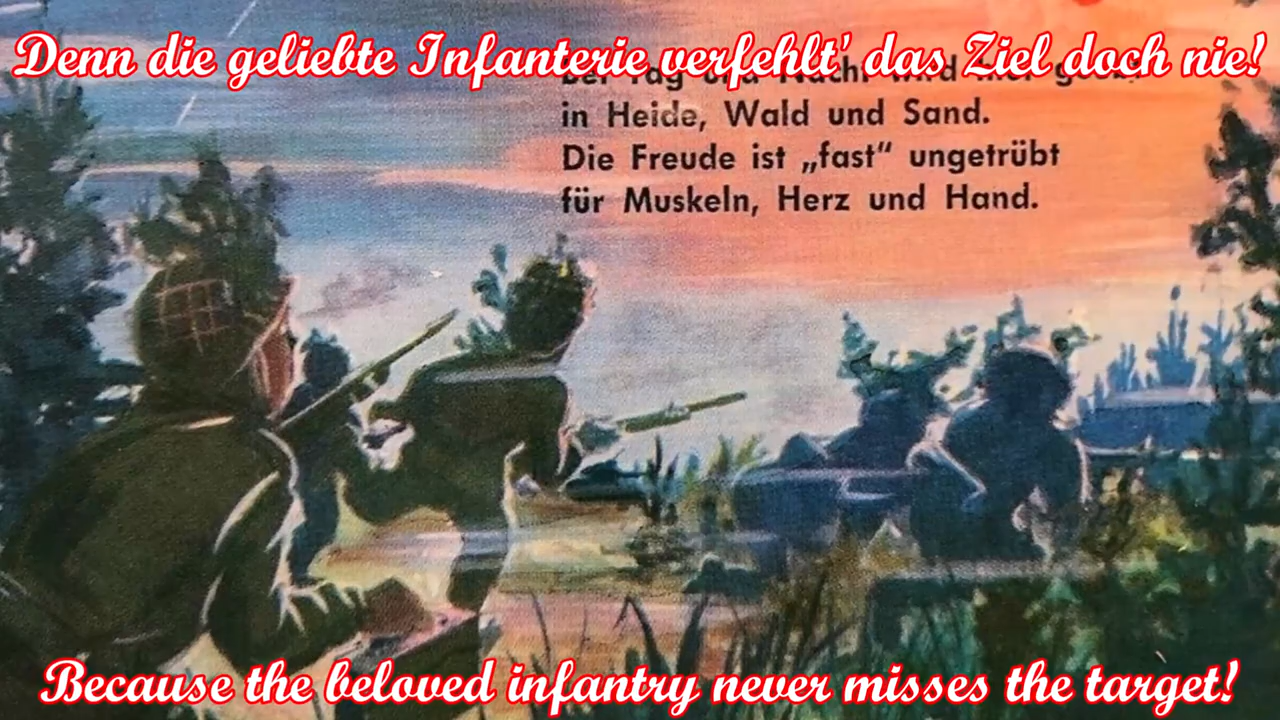 Denn die geliebte Infanterie verfehlt' das Ziel doch nie!
in Heide, Wald und Sand.
Die Freude ist „fast“ ungetrübt
für Muskeln, Herz und Hand.
Because the beloved infantry never misses the target!